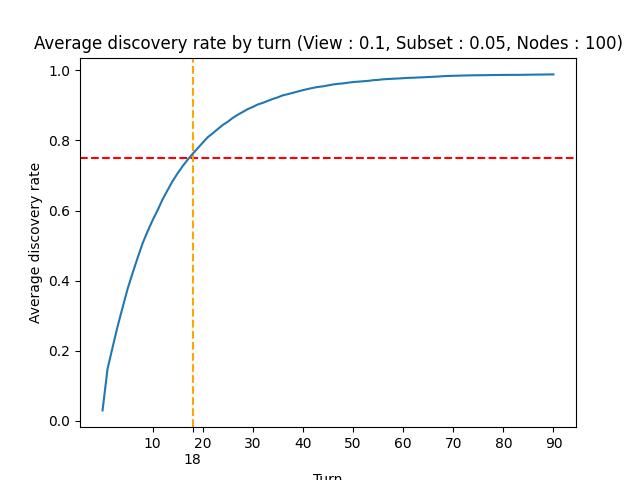 Average discovery rate by turn (View : 0.1, Subset : 0.05, Nodes : 100)
1.0
0.8
0.6
0.4
0.2
0.0
Average discovery rate
10 20 30 40 50 60 70 80 90
18
Turn